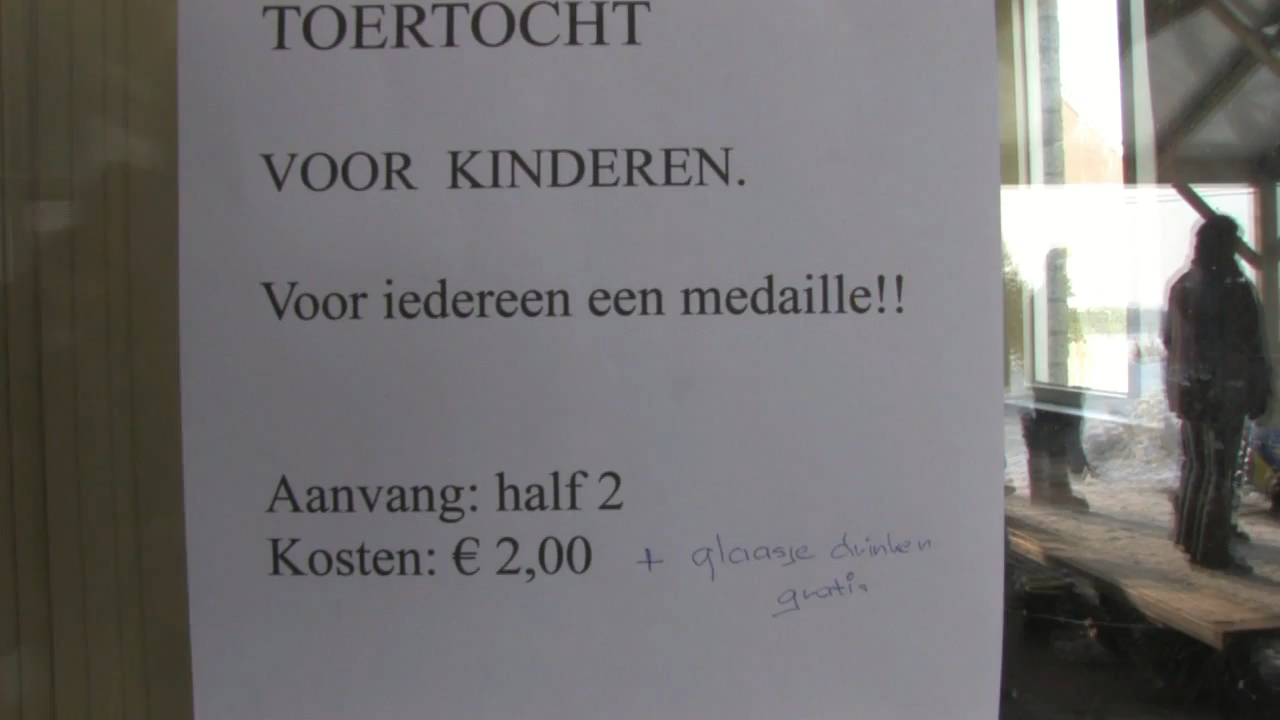 TOERTOCHT
VOOR KINDEREN.
Voor iedereen een medaille!!
Aanvang: half 2
Kosten: € 2,00 + glaasje drinken
gratis